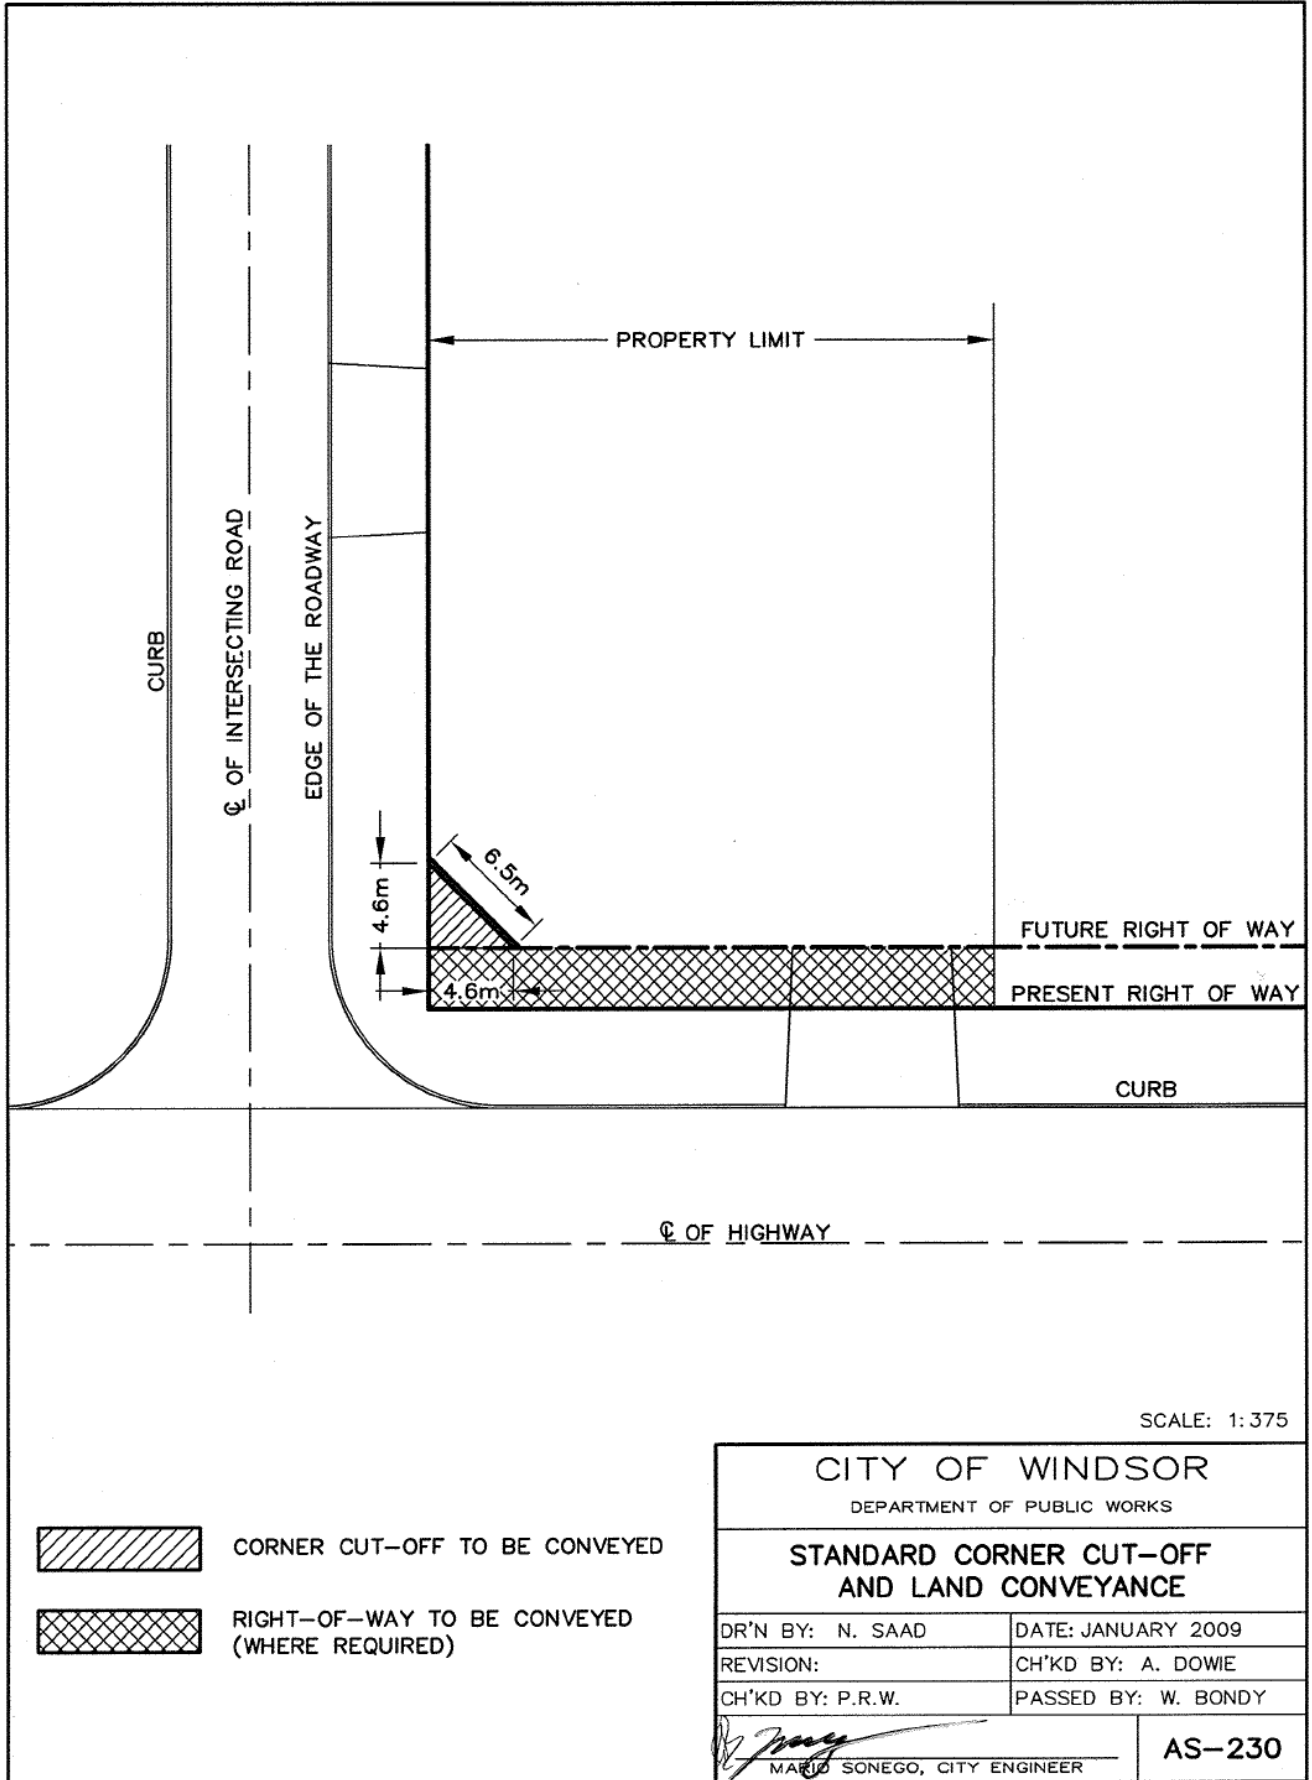 PROPERTY LIMIT
CURB
℄ OF INTERSECTING ROAD
EDGE OF THE ROADWAY
6.5m
4.6m
4.6m
FUTURE RIGHT OF WAY
PRESENT RIGHT OF WAY
CURB
℄ OF HIGHWAY
SCALE: 1:375
CORNER CUT-OFF TO BE CONVEYED
RIGHT-OF-WAY TO BE CONVEYED
(WHERE REQUIRED)
CITY OF WINDSOR
DEPARTMENT OF PUBLIC WORKS
STANDARD CORNER CUT-OFF
AND LAND CONVEYANCE
DR'N BY: N. SAAD
DATE: JANUARY 2009
REVISION:
CH'KD BY: A. DOWIE
CH'KD BY: P.R.W.
PASSED BY: W. BONDY
MARIO SONEGO, CITY ENGINEER
AS-230